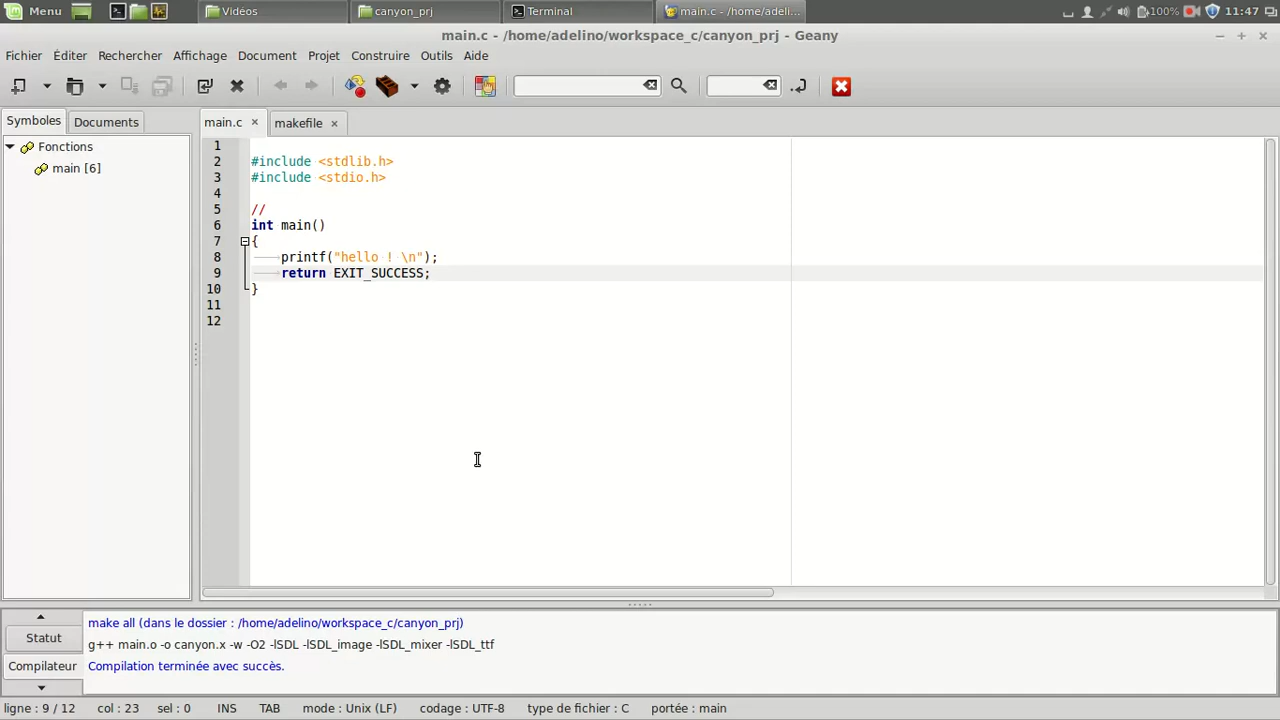 Menu Vidéos canyon_prj Terminal main.c - /home/adeli... 100% 11:47
main.c - /home/adelino/workspace_c/canyon_prj - Geany
Fichier Éditer Rechercher Affichage Document Projet Construire Outils Aide
Symboles Documents main.c makefile
Fonctions
main [6]
1
2 #include <stdlib.h>
3 #include <stdio.h>
4
5 //
6 int main()
7 {
8 printf("hello ! \n");
9 return EXIT_SUCCESS;
10 }
11
12
Statut
Compilateur
make all (dans le dossier : /home/adelino/workspace_c/canyon_prj)
g++ main.o -o canyon.x -w -O2 -lSDL -lSDL_image -lSDL_mixer -lSDL_ttf
Compilation terminée avec succès.
ligne : 9 / 12 col : 23 sel : 0 INS TAB mode : Unix (LF) codage : UTF-8 type de fichier : C portée : main